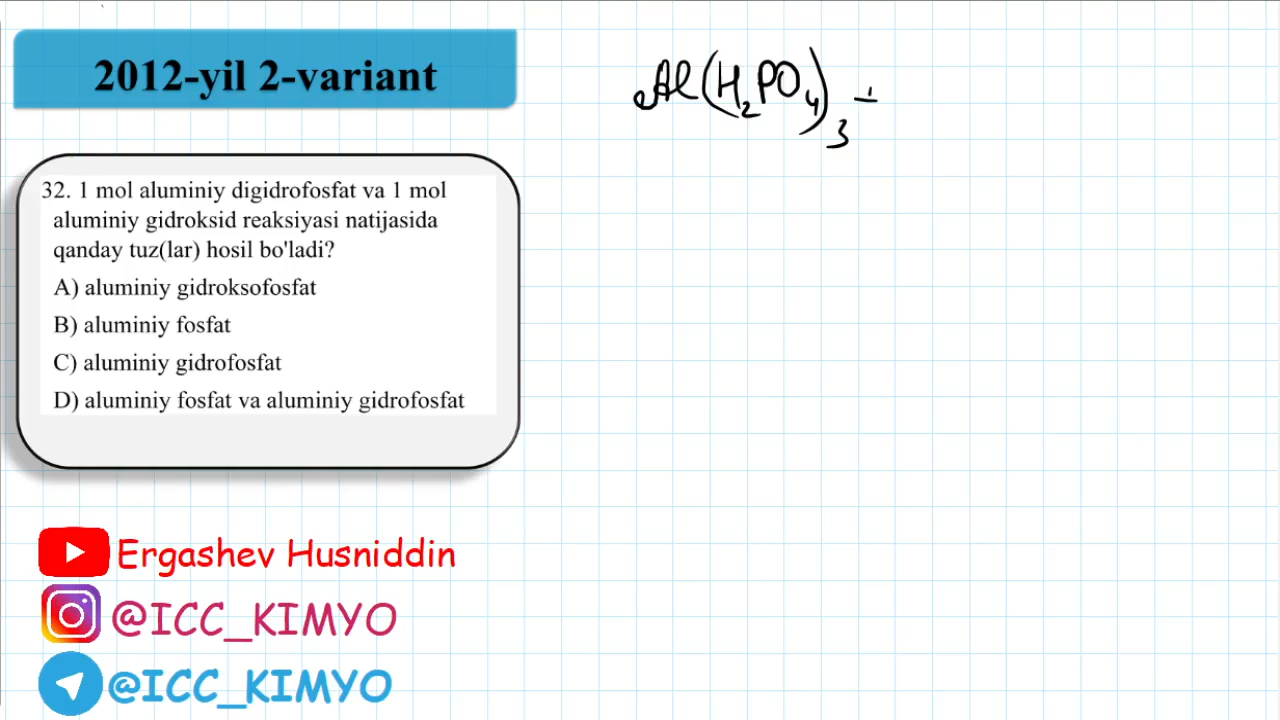 2012-yil 2-variant
32. 1 mol aluminiy digidrofosfat va 1 mol
aluminiy gidroksid reaksiyasi natijasida
qanday tuz(lar) hosil bo'ladi?
A) aluminiy gidroksofosfat
B) aluminiy fosfat
C) aluminiy gidrofosfat
D) aluminiy fosfat va aluminiy gidrofosfat
Al(H₂PO₄)₃ +
Ergashev Husniddin
@ICC_KIMYO
@ICC_KIMYO